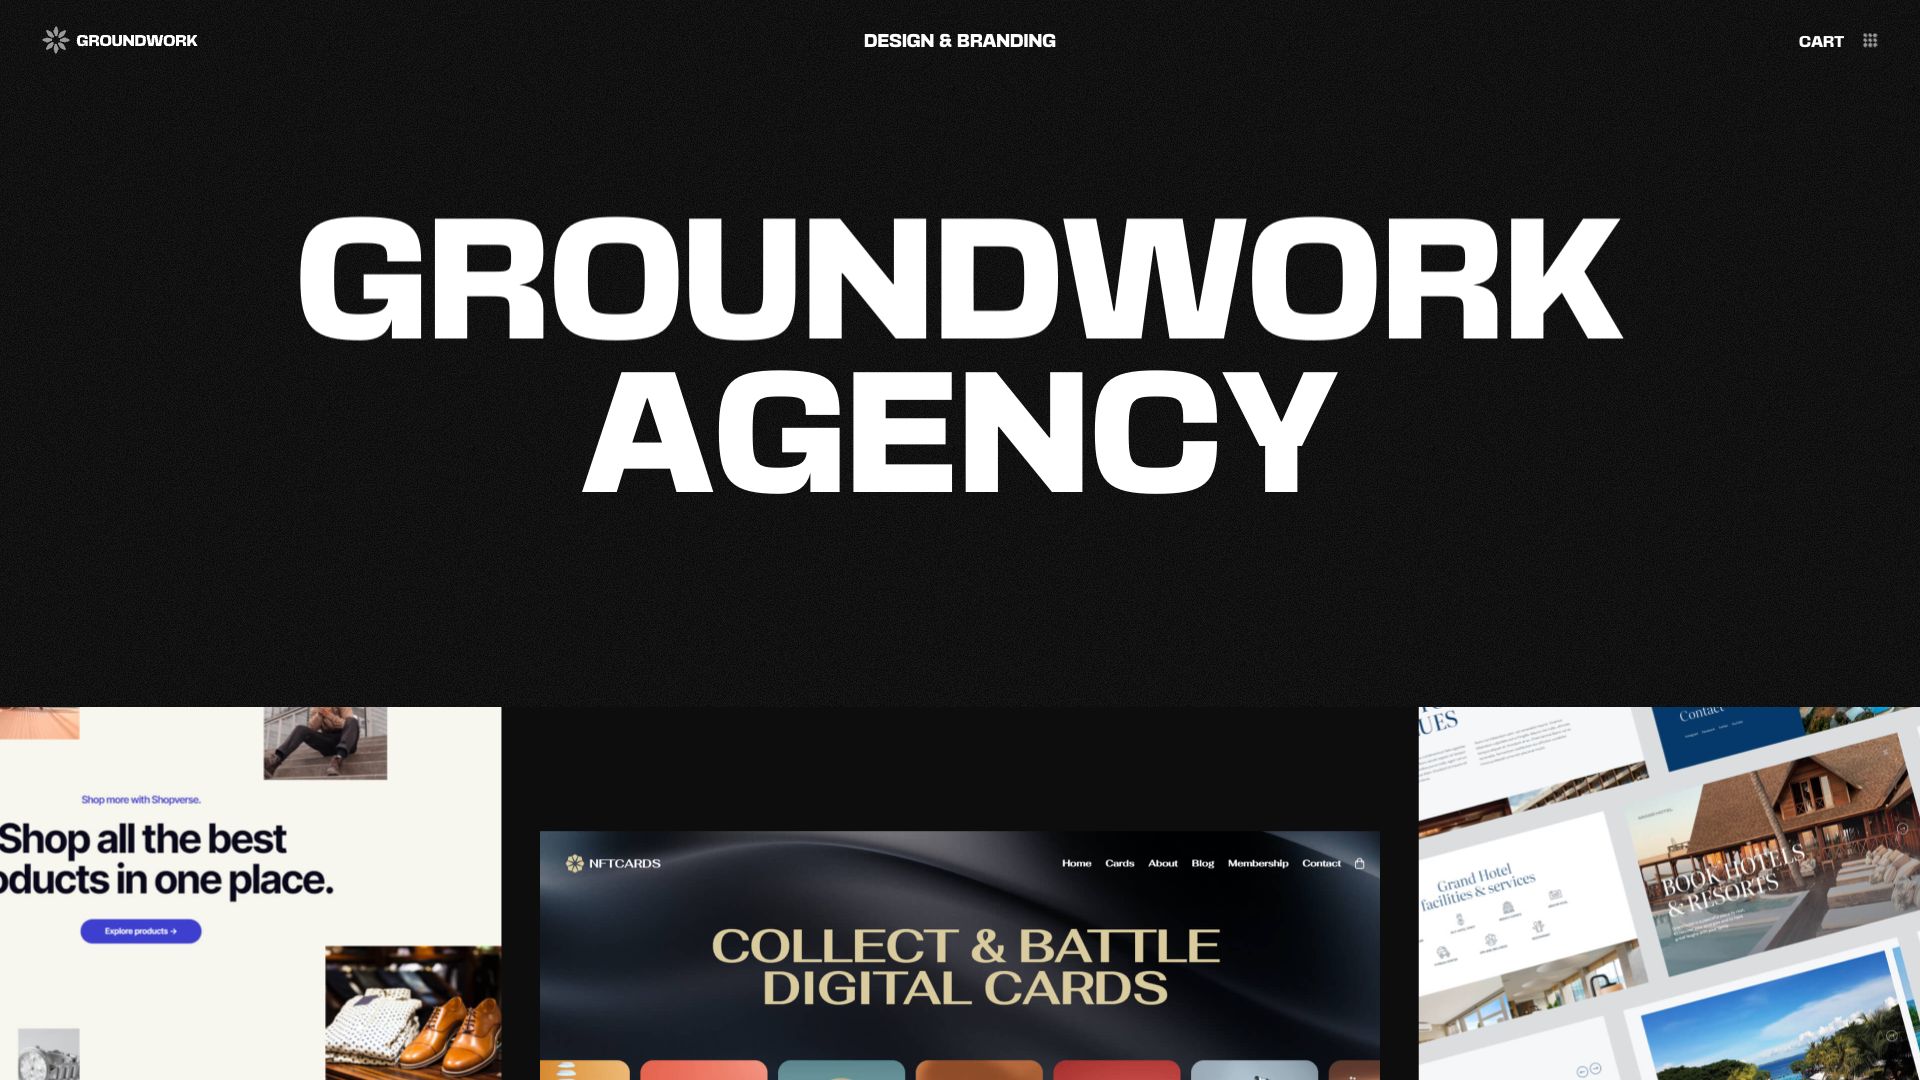 GROUNDWORK
DESIGN & BRANDING
CART
GROUNDWORK
AGENCY
Shop more with Shopverse.
Shop all the best
oducts in one place.
Explore products →
NFTCARDS
Home Cards About Blog Membership Contact
COLLECT & BATTLE
DIGITAL CARDS
UES
Contact
GRAND HOTEL
BOOK HOTELS
& RESORTS
Grand Hotel
facilities & services